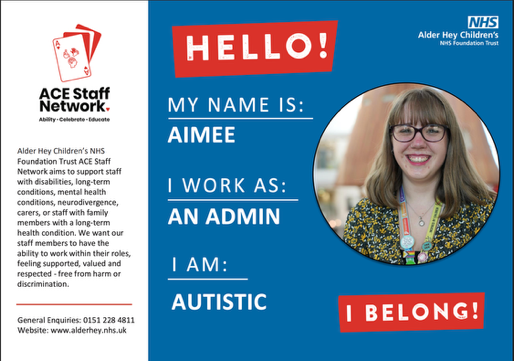 ACE Staff
Network
Ability • Celebrate • Educate
Alder Hey Children's NHS
Foundation Trust ACE Staff
Network aims to support staff
with disabilities, long-term
conditions, mental health
conditions, neurodivergence,
carers, or staff with family
members with a long-term
health condition. We want our
staff members to have the
ability to work within their roles,
feeling supported, valued and
respected - free from harm or
discrimination.
General Enquiries: 0151 228 4811
Website: www.alderhey.nhs.uk
HELLO!
MY NAME IS:
AIMEE
I WORK AS:
AN ADMIN
I AM:
AUTISTIC
NHS
Alder Hey Children's
NHS Foundation Trust
I BELONG!